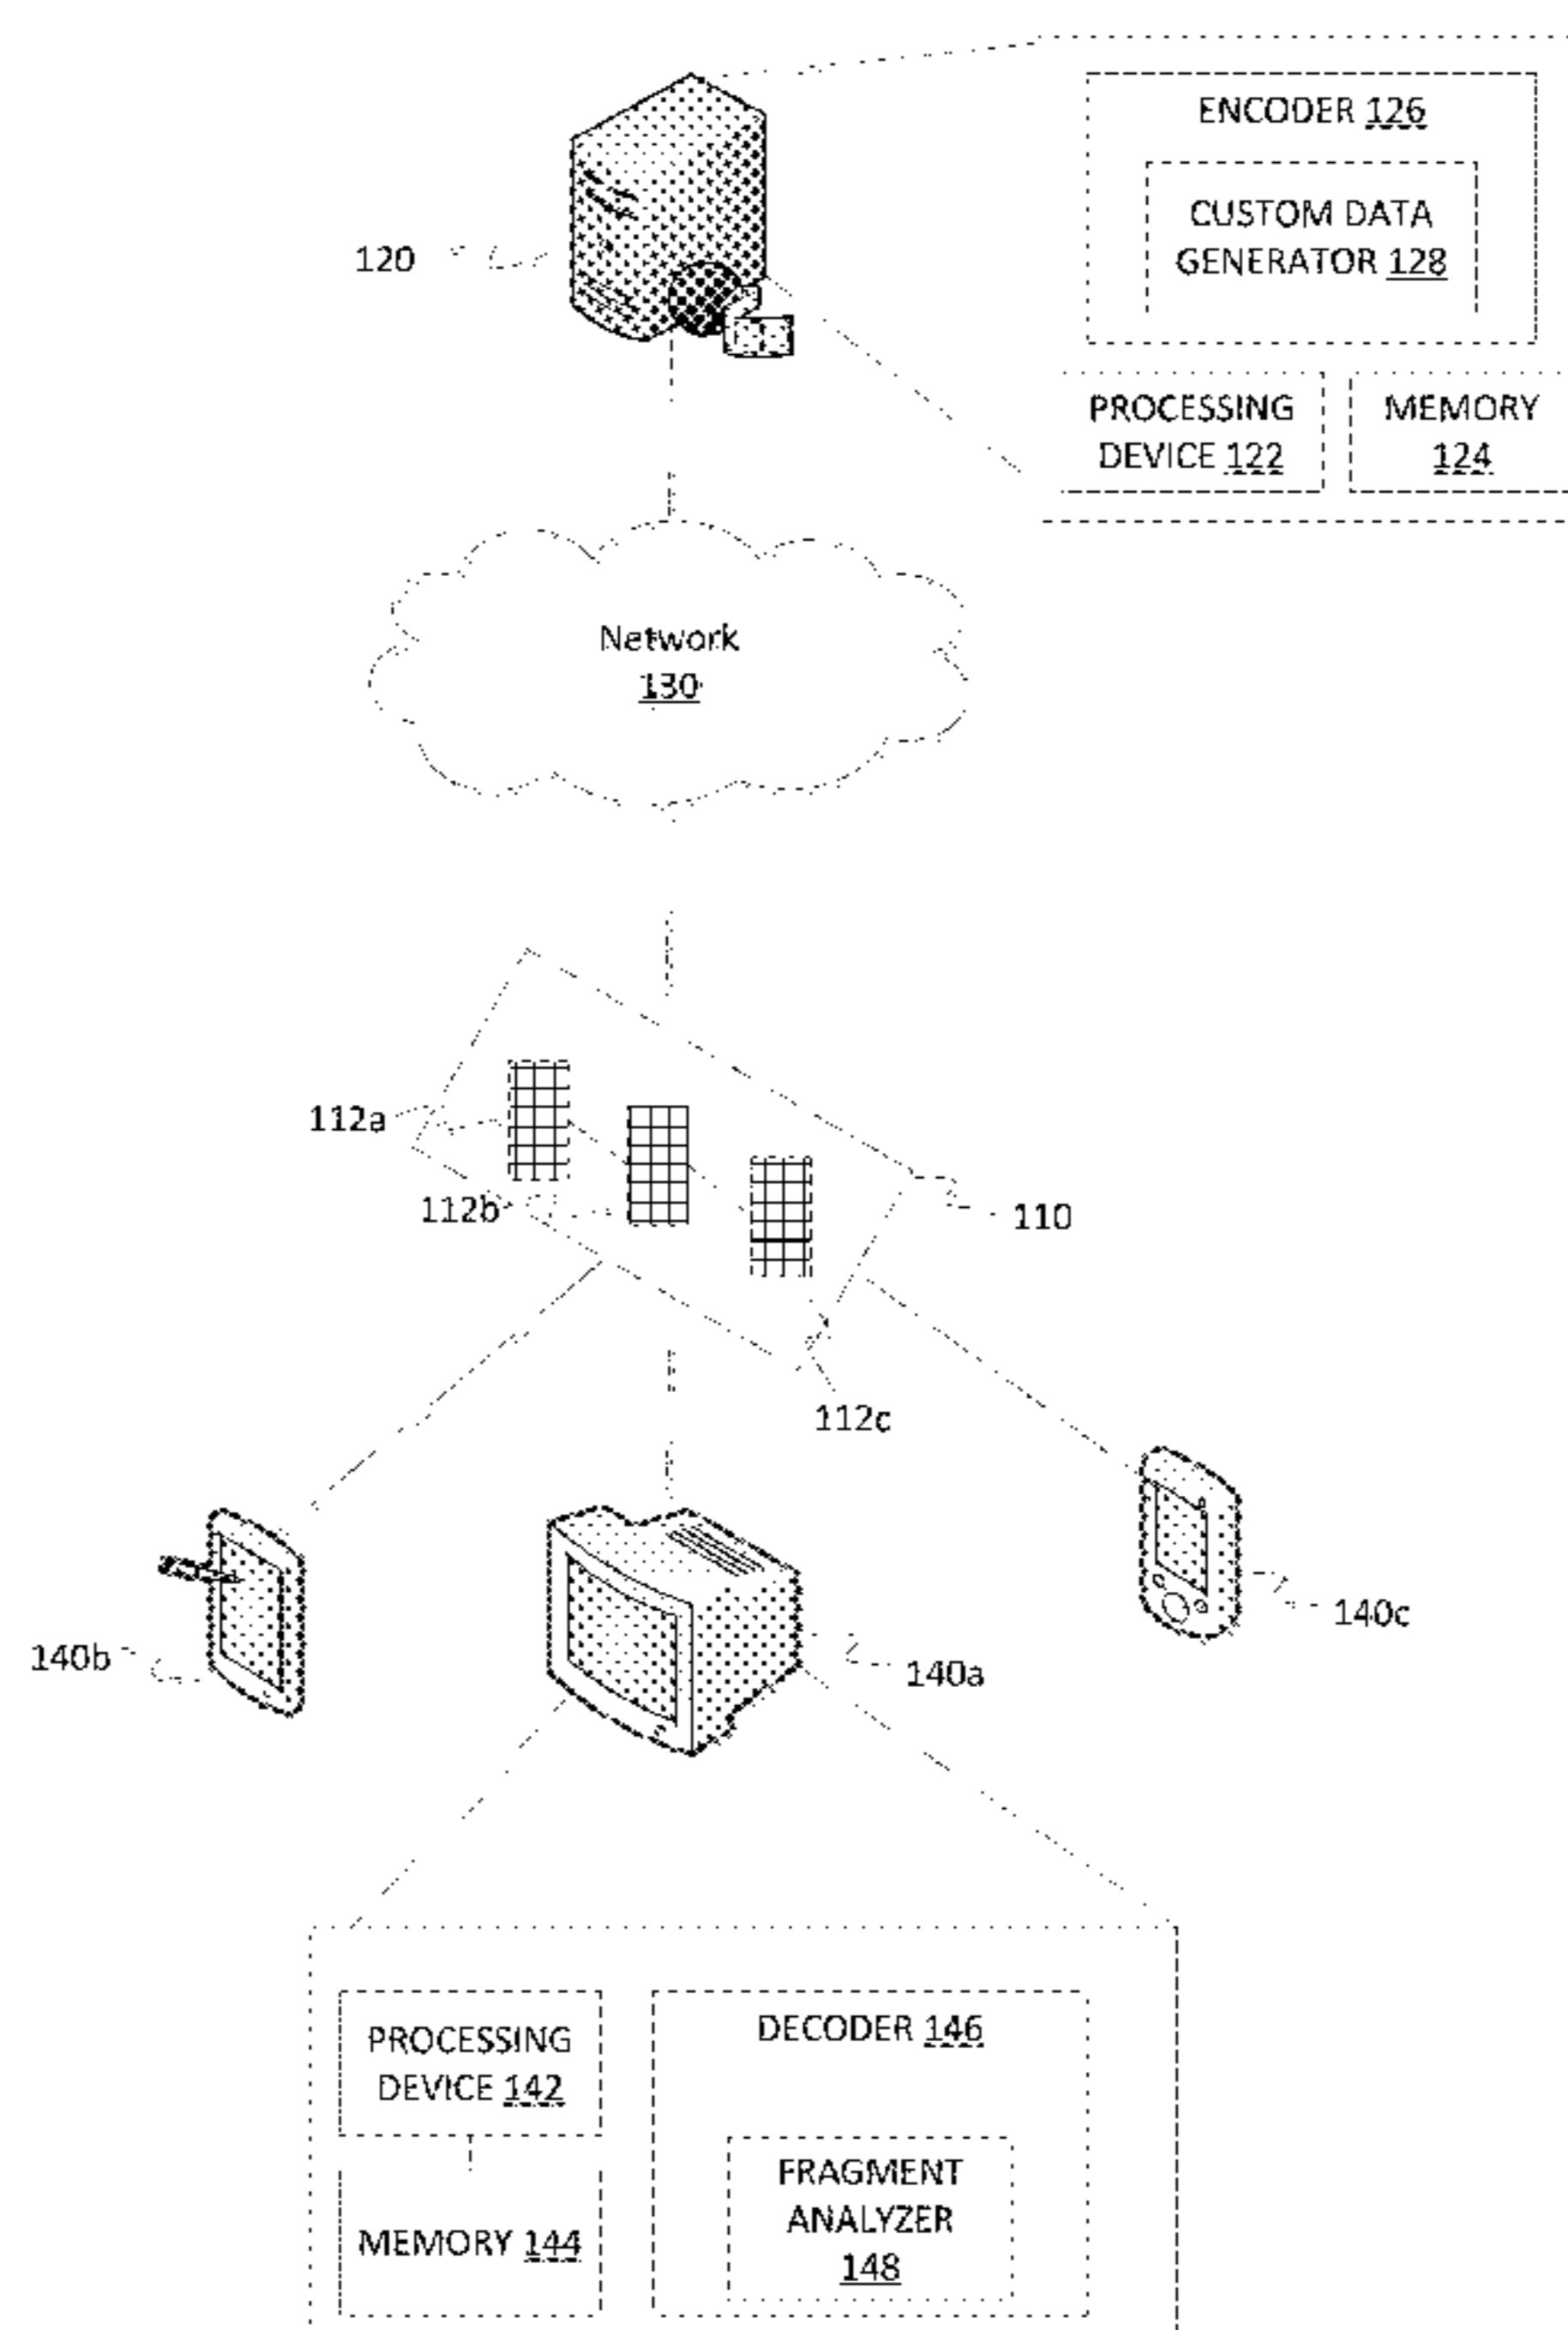 ENCODER 126
CUSTOM DATA
GENERATOR 128
120
PROCESSING
DEVICE 122
MEMORY
124
Network
130
112a
112b
110
112c
140b
140a
140c
PROCESSING
DEVICE 142
MEMORY 144
DECODER 146
FRAGMENT
ANALYZER
148